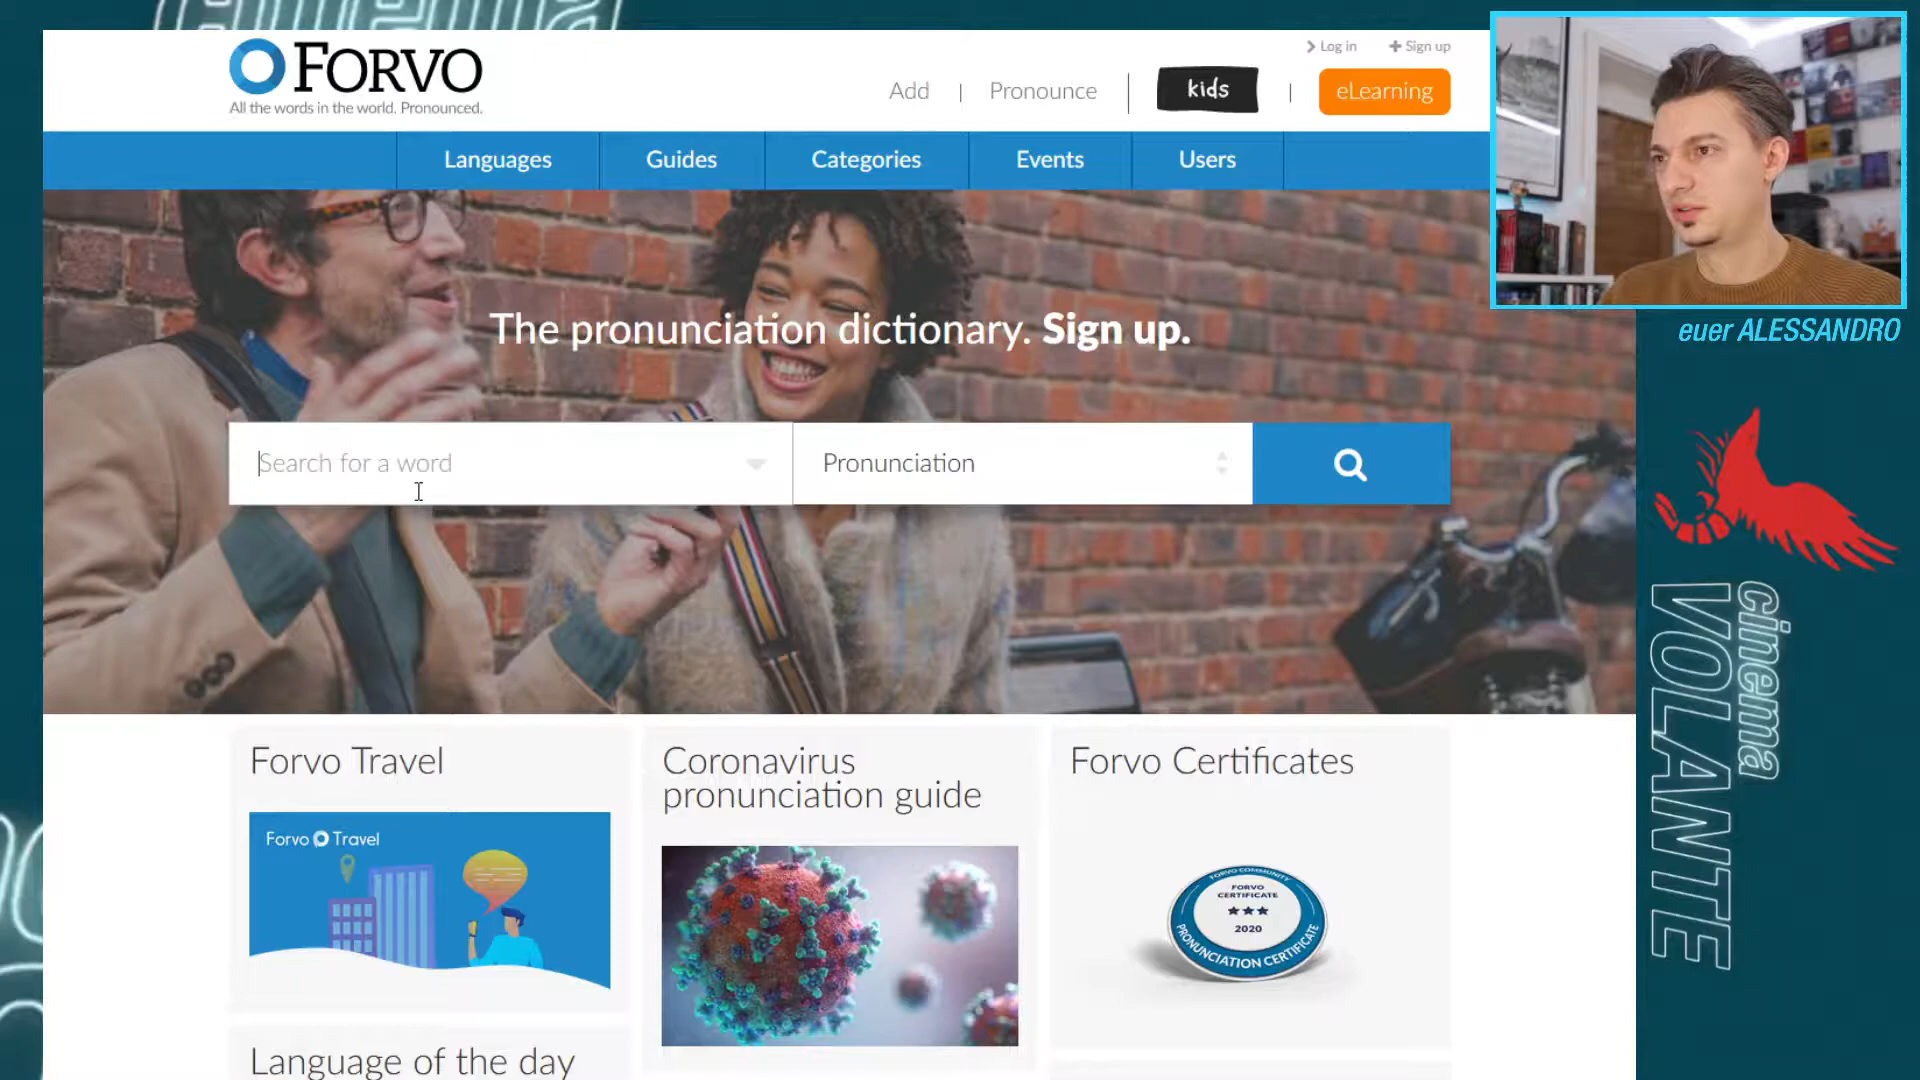 FORVO
All the words in the world. Pronounced.
Log in
Sign up
Add
Pronounce
kids
eLearning
Languages
Guides
Categories
Events
Users
The pronunciation dictionary. Sign up.
Search for a word
Pronunciation
euer ALESSANDRO
cinema
VOLANTE
Forvo Travel
Forvo Travel
Coronavirus
pronunciation guide
Forvo Certificates
FORVO COMMUNITY
FORVO
CERTIFICATE
2020
PRONUNCIATION CERTIFICATE
Language of the day